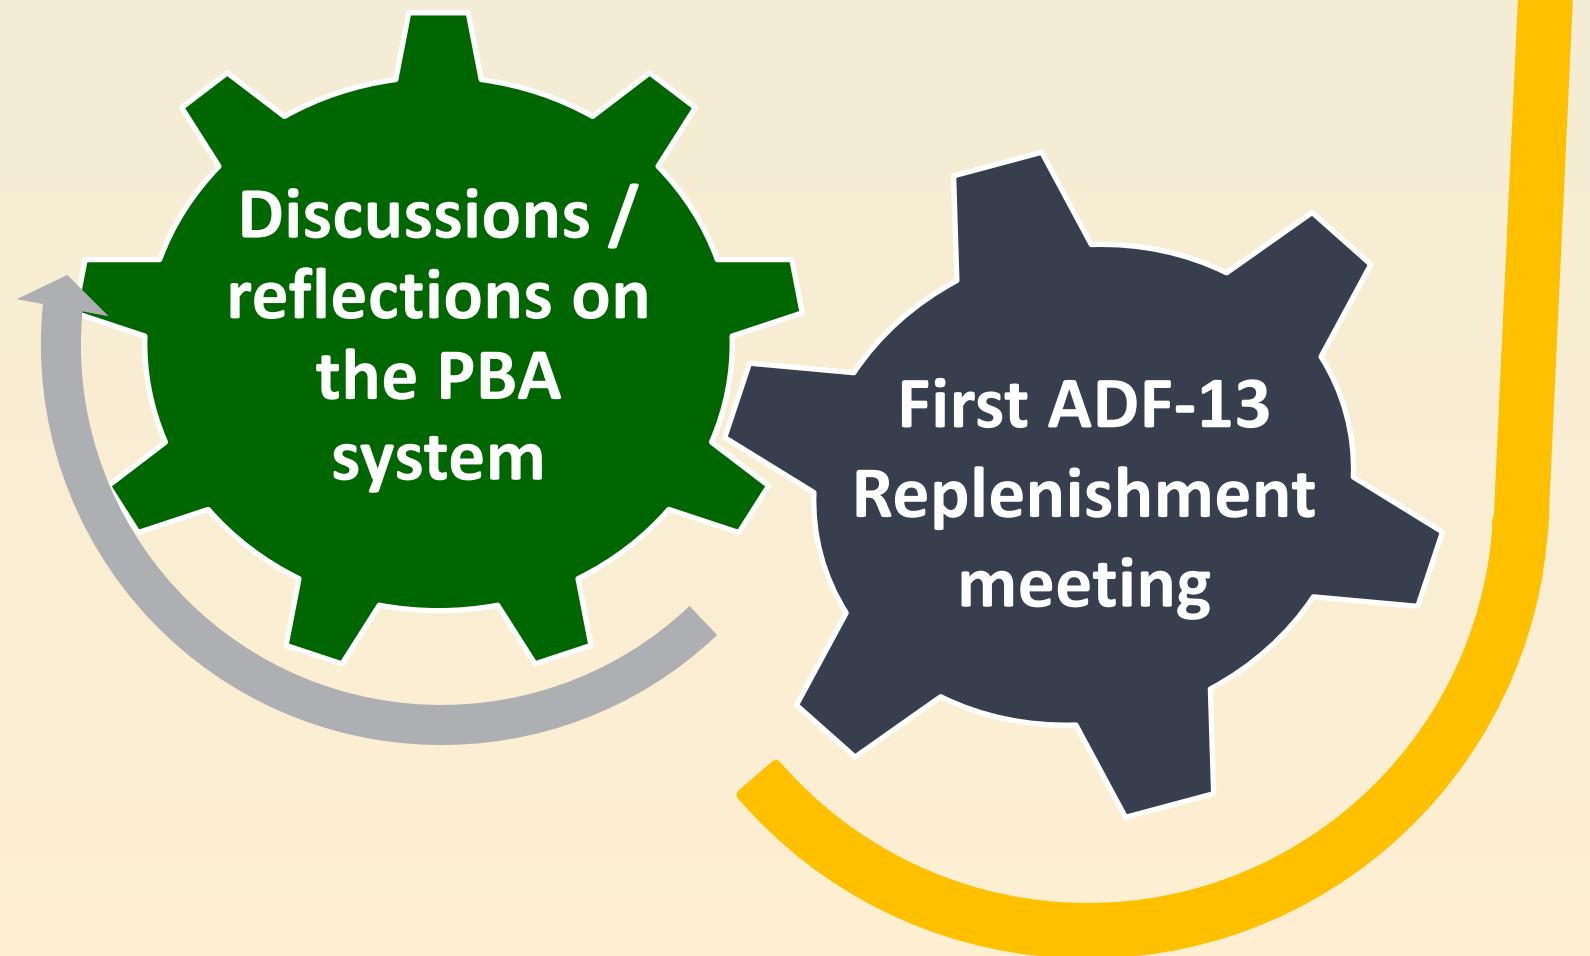 Discussions /
reflections on
the PBA
system
First ADF-13
Replenishment
meeting